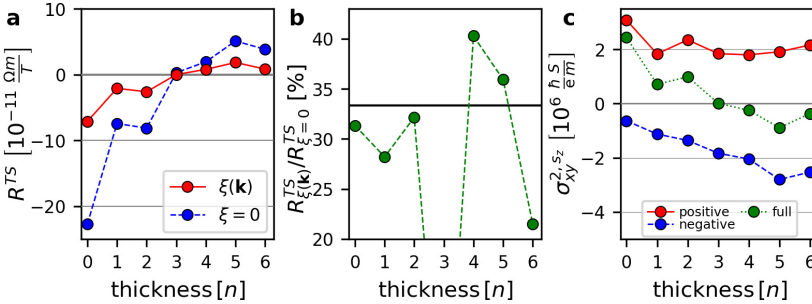 a
10
0
−10
−20
R^{TS} [10^{−11} Ωm/T]
ξ(k)
ξ = 0
0 1 2 3 4 5 6
thickness [n]
b
40
35
30
25
20
R^{TS}_{ξ(k)}/R^{TS}_{ξ=0} [%]
0 1 2 3 4 5 6
thickness [n]
c
2
0
−2
−4
σ^{2,s_z}_{xy} [10^6 ℏ/e S/m]
positive
negative
full
0 1 2 3 4 5 6
thickness [n]